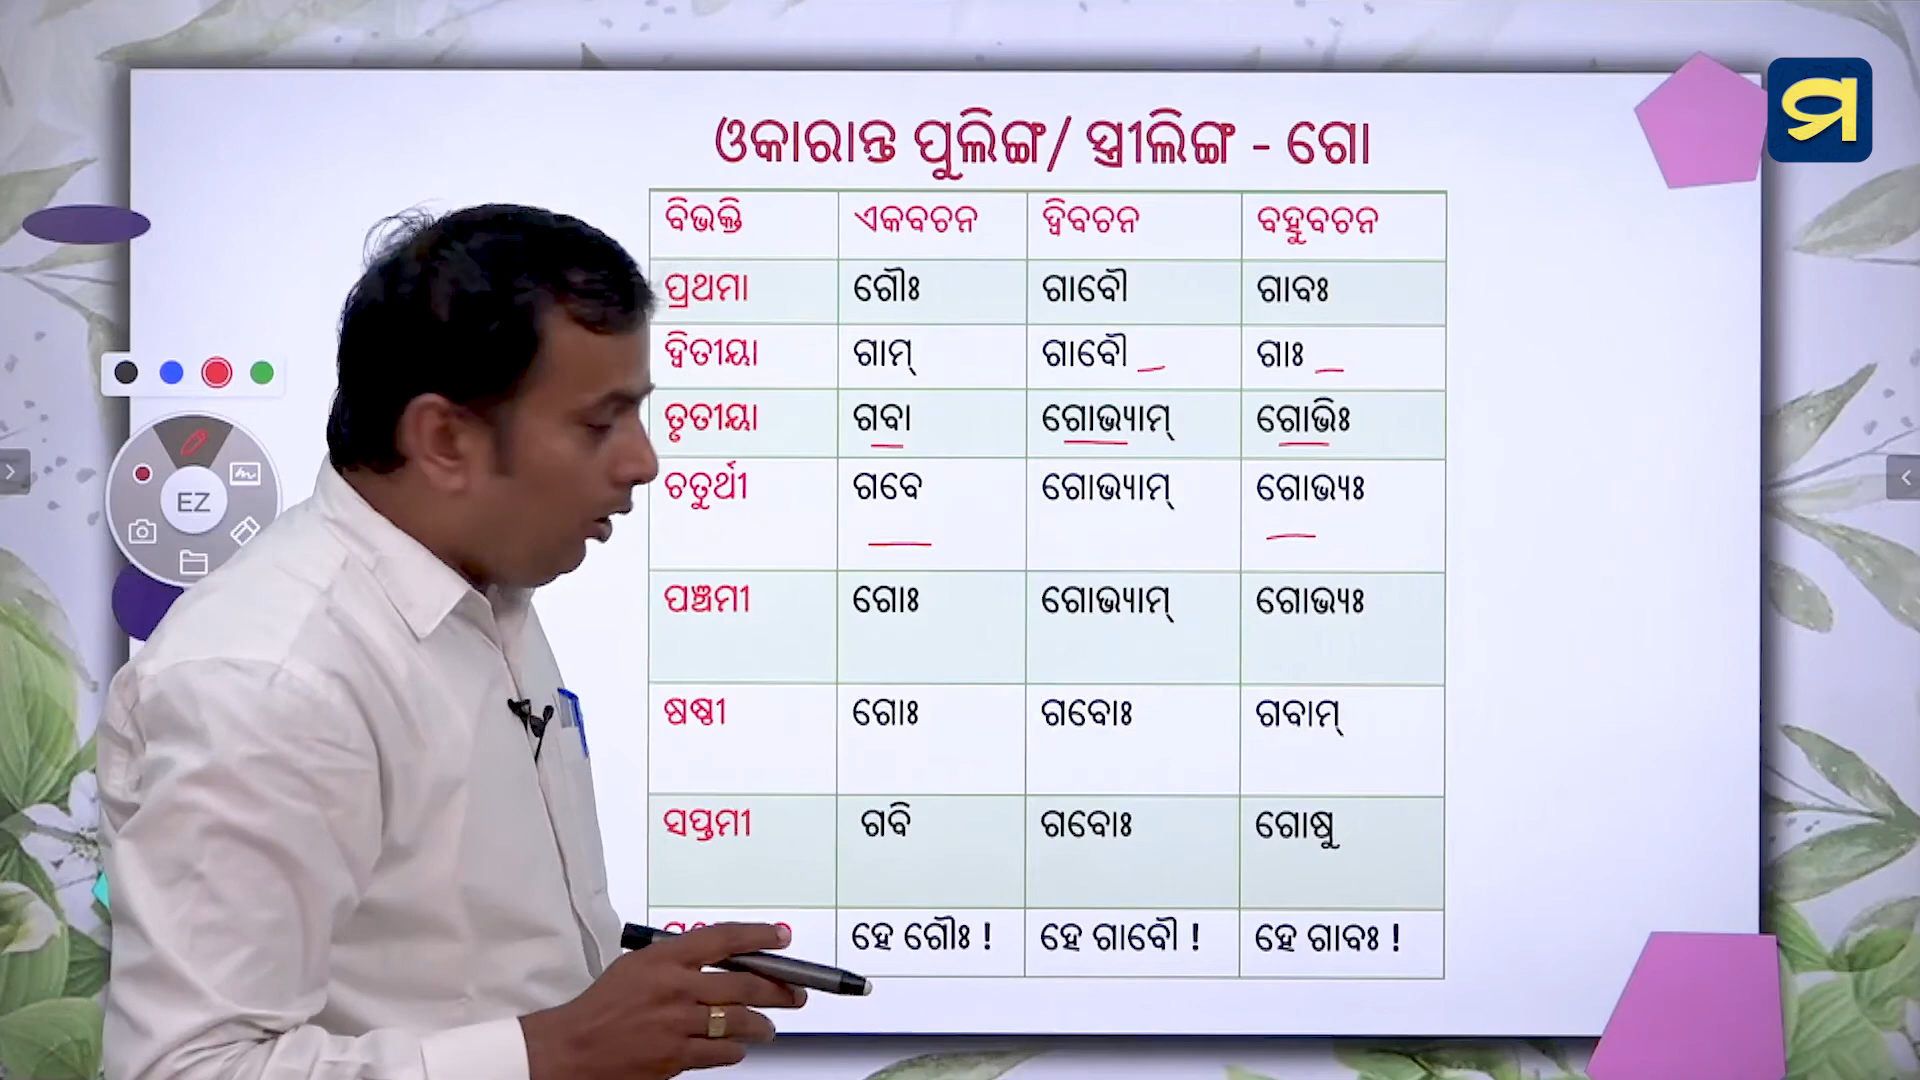 ମ
ଓକାରାନ୍ତ ପୁଲିଙ୍ଗ/ ସ୍ତ୍ରୀଲିଙ୍ଗ - ଗୋ
ବିଭକ୍ତି ଏକବଚନ ଦ୍ୱିବଚନ ବହୁବଚନ
ପ୍ରଥମା ଗୌଃ ଗାବୌ ଗାବଃ
ଦ୍ୱିତୀୟା ଗାମ୍ ଗାବୌ ଗାଃ
ତୃତୀୟା ଗବା ଗୋଭ୍ୟାମ୍ ଗୋଭିଃ
ଚତୁର୍ଥୀ ଗବେ ଗୋଭ୍ୟାମ୍ ଗୋଭ୍ୟଃ
EZ
ପଞ୍ଚମୀ ଗୋଃ ଗୋଭ୍ୟାମ୍ ଗୋଭ୍ୟଃ
ଷଷ୍ଠୀ ଗୋଃ ଗବୋଃ ଗବାମ୍
ସପ୍ତମୀ ଗବି ଗବୋଃ ଗୋଷୁ
ହେ ଗୌଃ ! ହେ ଗାବୌ ! ହେ ଗାବଃ !